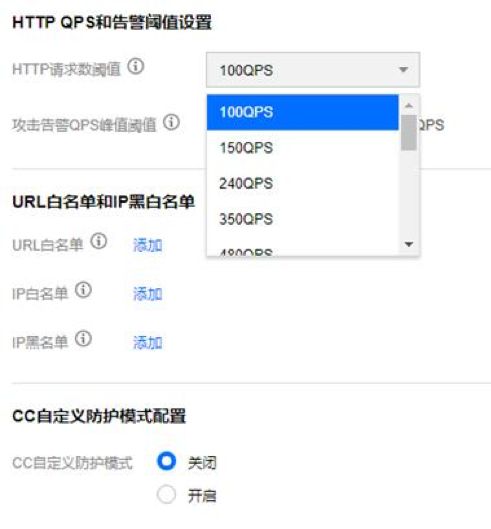 HTTP QPS和告警阈值设置
HTTP请求数阈值 100QPS
100QPS
攻击告警QPS峰值阈值 QPS
150QPS
240QPS
URL白名单和IP黑白名单
350QPS
URL白名单 添加
480QPS
IP白名单 添加
IP黑名单 添加
CC自定义防护模式配置
CC自定义防护模式 关闭
开启